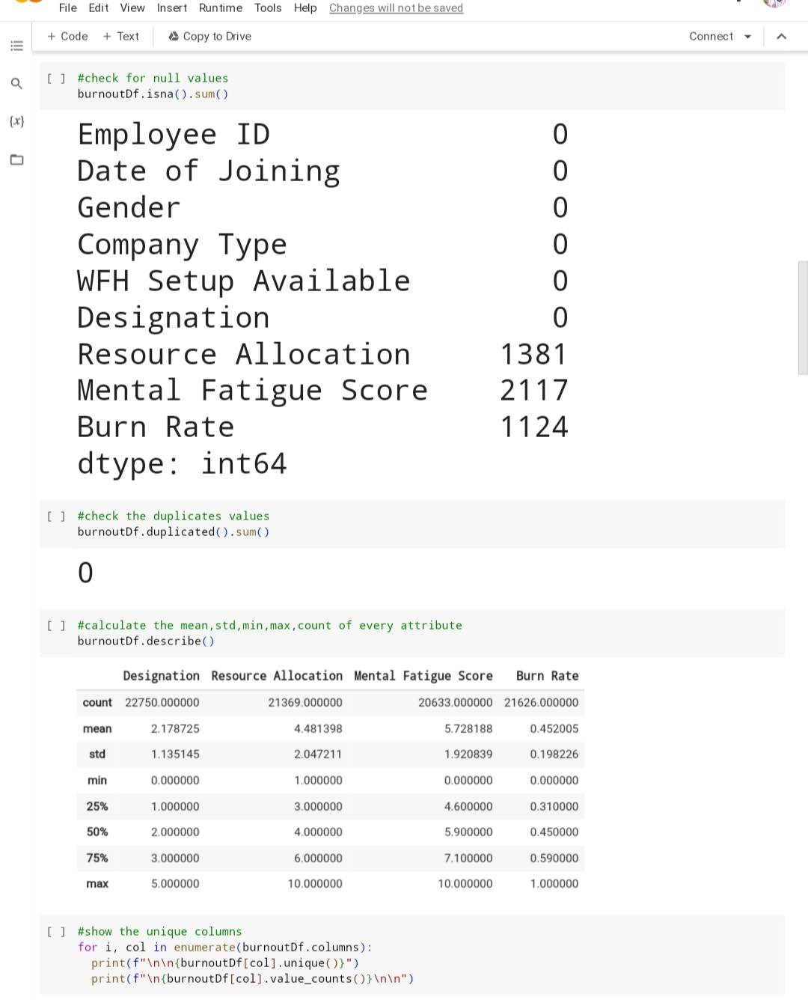 File Edit View Insert Runtime Tools Help Changes will not be saved
+ Code + Text Copy to Drive Connect
[ ] #check for null values
burnoutDf.isna().sum()
{x}
Employee ID 0
Date of Joining 0
Gender 0
Company Type 0
WFH Setup Available 0
Designation 0
Resource Allocation 1381
Mental Fatigue Score 2117
Burn Rate 1124
dtype: int64
[ ] #check the duplicates values
burnoutDf.duplicated().sum()
0
[ ] #calculate the mean,std,min,max,count of every attribute
burnoutDf.describe()
Designation Resource Allocation Mental Fatigue Score Burn Rate
count 22750.000000 21369.000000 20633.000000 21626.000000
mean 2.178725 4.481398 5.728188 0.452005
std 1.135145 2.047211 1.920839 0.198226
min 0.000000 1.000000 0.000000 0.000000
25% 1.000000 3.000000 4.600000 0.310000
50% 2.000000 4.000000 5.900000 0.450000
75% 3.000000 6.000000 7.100000 0.590000
max 5.000000 10.000000 10.000000 1.000000
[ ] #show the unique columns
for i, col in enumerate(burnoutDf.columns):
print(f"\n\n{burnoutDf[col].unique()}")
print(f"\n{burnoutDf[col].value_counts()}\n\n")